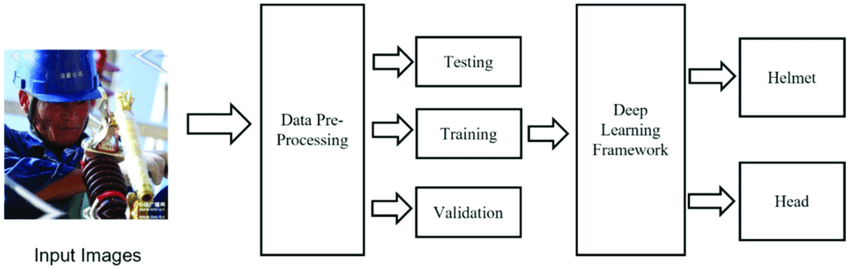 Input Images
Data Pre-
Processing
Testing
Training
Validation
Deep
Learning
Framework
Helmet
Head